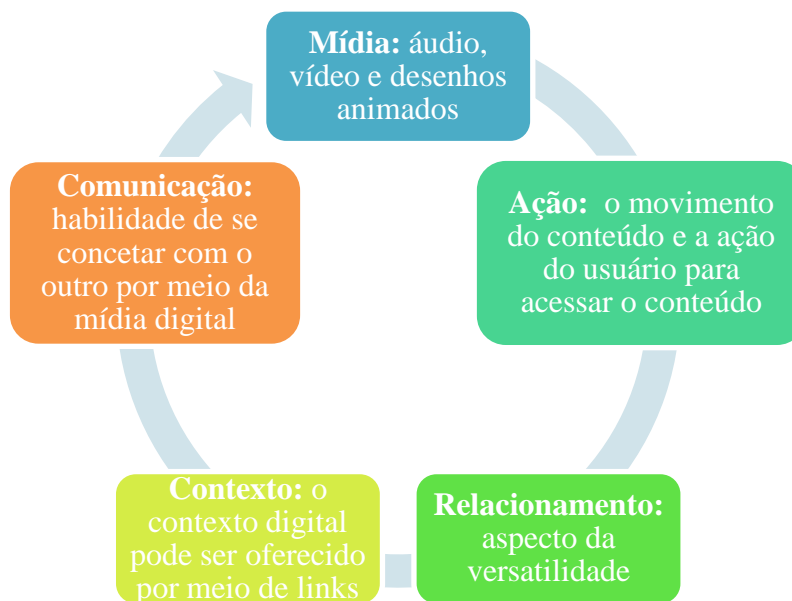 Mídia: áudio,
vídeo e desenhos
animados
Ação: o movimento
do conteúdo e a ação
do usuário para
acessar o conteúdo
Relacionamento:
aspecto da
versatilidade
Contexto: o
contexto digital
pode ser oferecido
por meio de links
Comunicação:
habilidade de se
concetar com o
outro por meio da
mídia digital